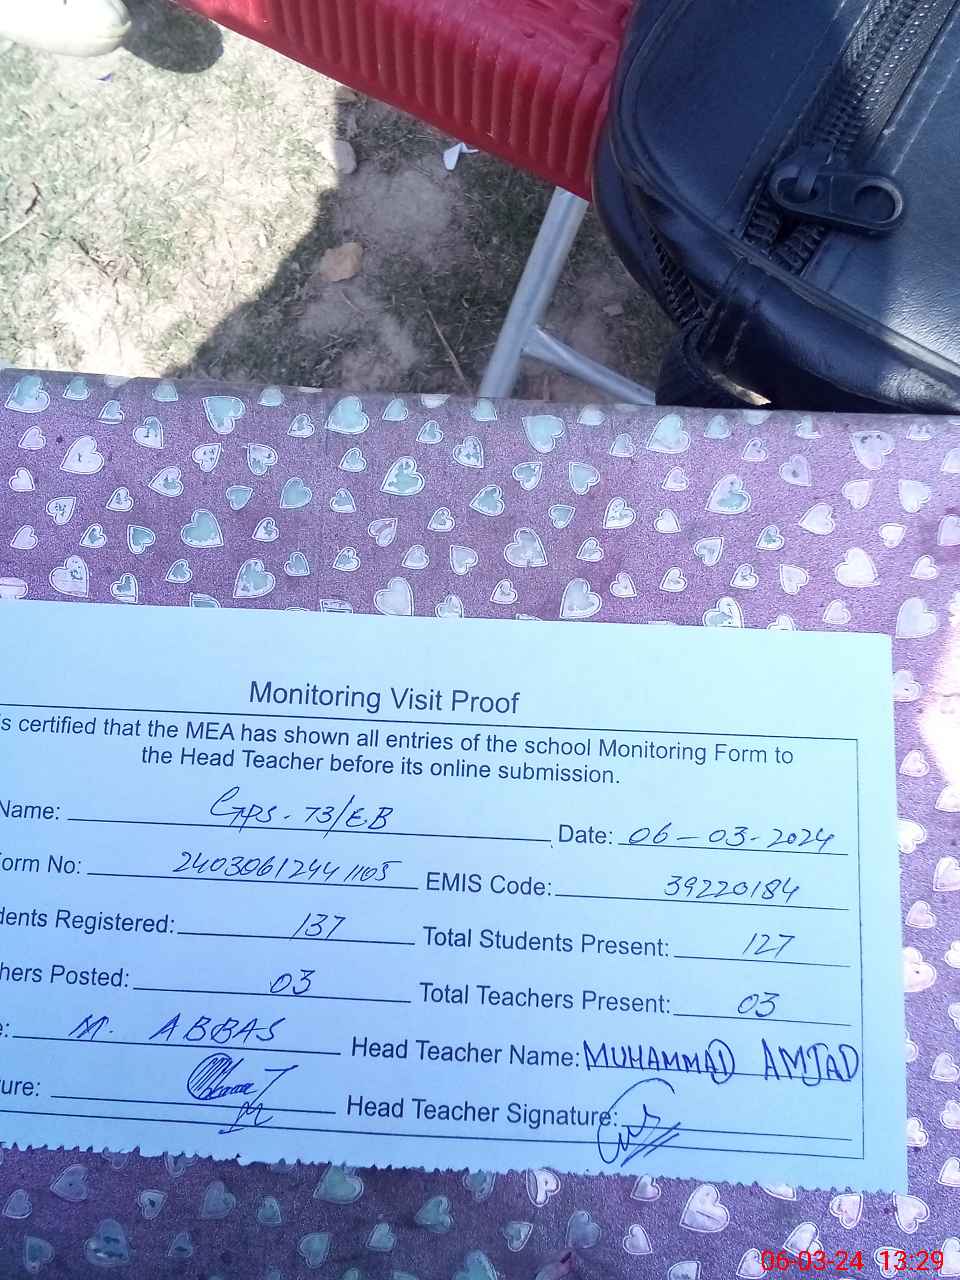 Monitoring Visit Proof
is certified that the MEA has shown all entries of the school Monitoring Form to
the Head Teacher before its online submission.
Name: GPS. 73/EB Date: 06-03-2024
orm No: 24030612441105 EMIS Code: 39220184
dents Registered: 137 Total Students Present: 127
hers Posted: 03 Total Teachers Present: 03
e: M. ABBAS Head Teacher Name: MUHAMMAD AMJAD
ure: Head Teacher Signature:
06-03-24 13:29